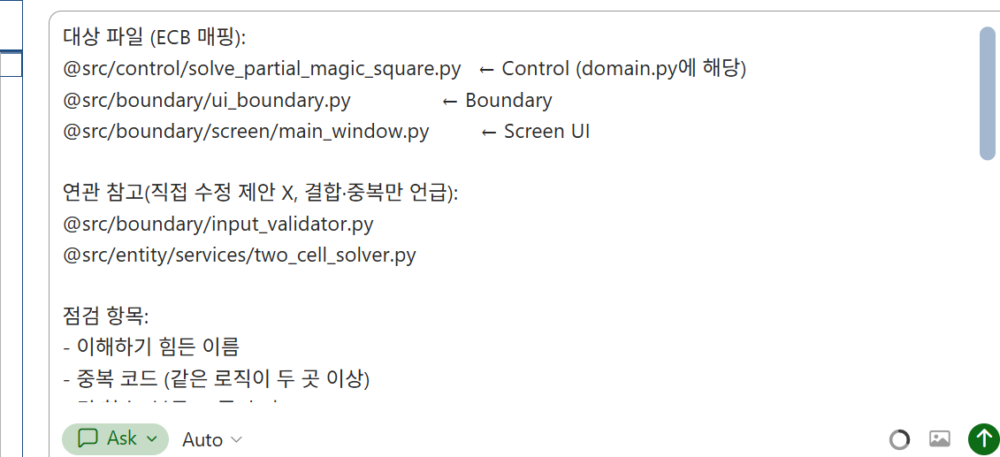 대상 파일 (ECB 매핑):
@src/control/solve_partial_magic_square.py ← Control (domain.py에 해당)
@src/boundary/ui_boundary.py ← Boundary
@src/boundary/screen/main_window.py ← Screen UI
연관 참고(직접 수정 제안 X, 결합·중복만 언급):
@src/boundary/input_validator.py
@src/entity/services/two_cell_solver.py
점검 항목:
- 이해하기 힘든 이름
- 중복 코드 (같은 로직이 두 곳 이상)
Ask Auto